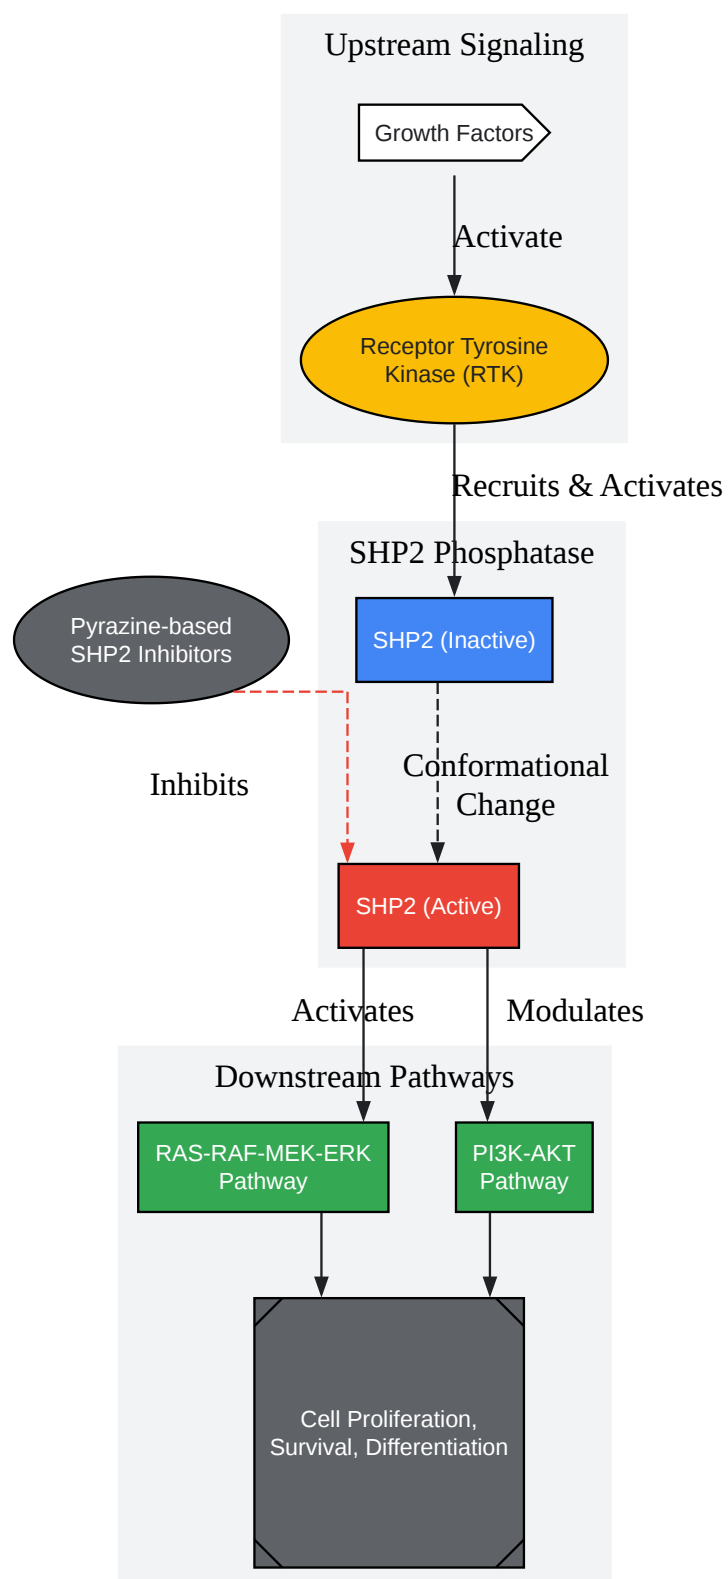 Upstream Signaling
Growth Factors
Activate
Receptor Tyrosine
Kinase (RTK)
Recruits & Activates
SHP2 Phosphatase
Pyrazine-based
SHP2 Inhibitors
SHP2 (Inactive)
Inhibits
Conformational
Change
SHP2 (Active)
Activates
Modulates
Downstream Pathways
RAS-RAF-MEK-ERK
Pathway
PI3K-AKT
Pathway
Cell Proliferation,
Survival, Differentiation